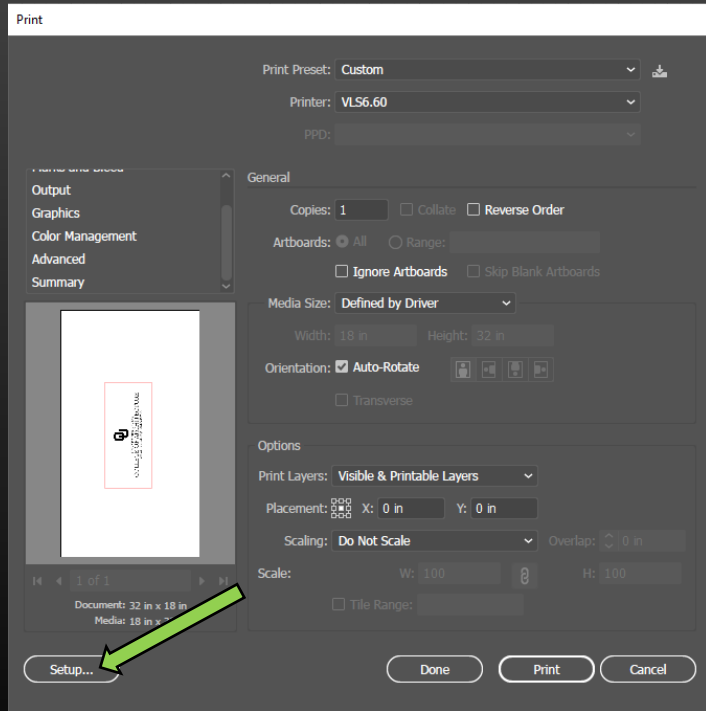 Print
Print Preset: Custom
Printer: VLS6.60
PPD:
Output
Graphics
Color Management
Advanced
Summary
General
Copies: 1 Collate Reverse Order
Artboards: All Range:
Ignore Artboards Skip Blank Artboards
Media Size: Defined by Driver
Width: 18 in Height: 32 in
Orientation: Auto-Rotate
Transverse
Options
Print Layers: Visible & Printable Layers
Placement: X: 0 in Y: 0 in
Scaling: Do Not Scale Overlap: 0 in
Scale: W: 100 H: 100
Tile Range:
1 of 1
Document: 32 in x 18 in
Media: 18 in x
Setup... Done Print Cancel